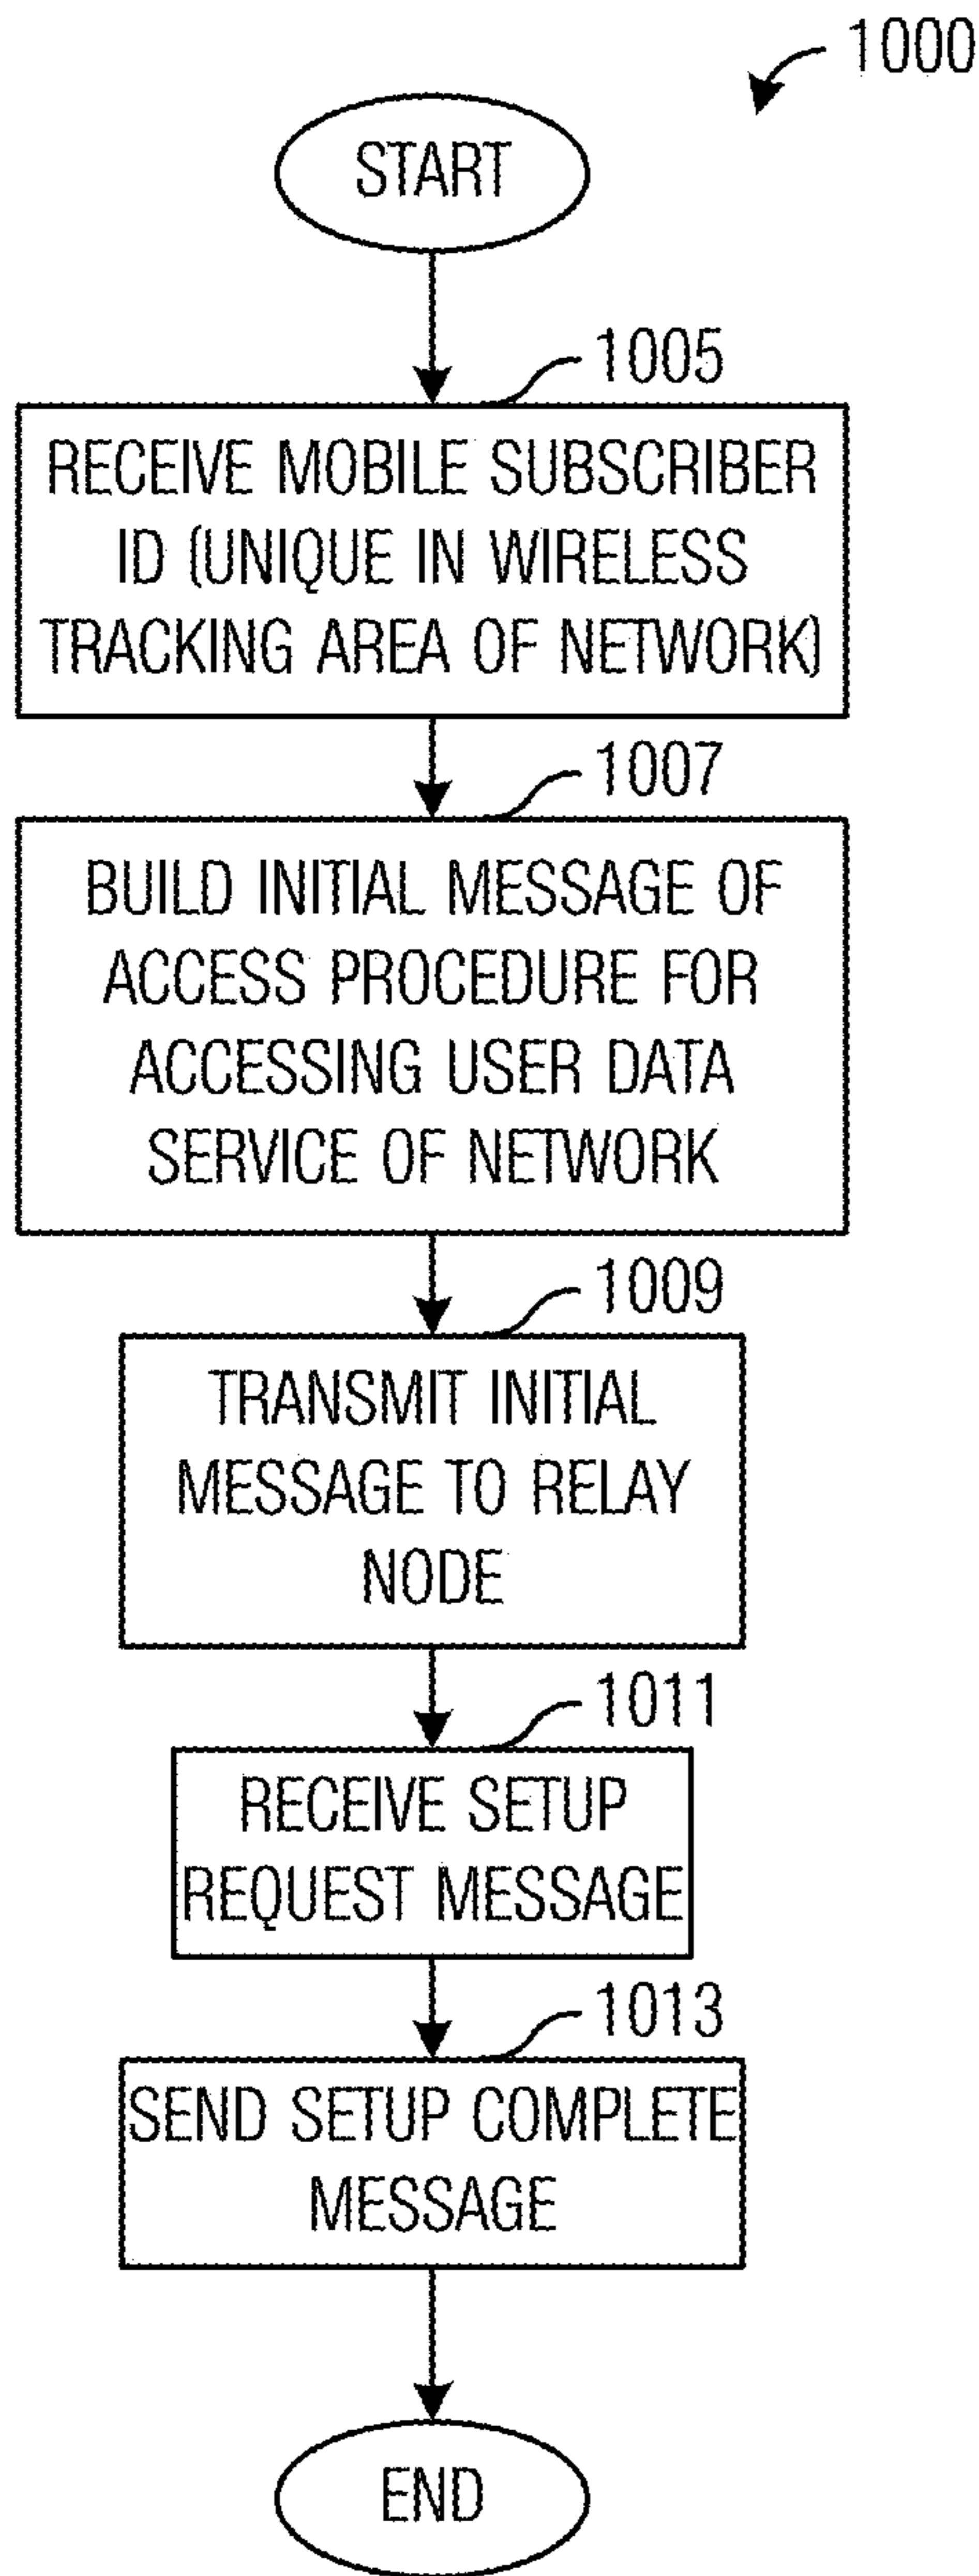 1000
START
1005
RECEIVE MOBILE SUBSCRIBER
ID (UNIQUE IN WIRELESS
TRACKING AREA OF NETWORK)
1007
BUILD INITIAL MESSAGE OF
ACCESS PROCEDURE FOR
ACCESSING USER DATA
SERVICE OF NETWORK
1009
TRANSMIT INITIAL
MESSAGE TO RELAY
NODE
1011
RECEIVE SETUP
REQUEST MESSAGE
1013
SEND SETUP COMPLETE
MESSAGE
END